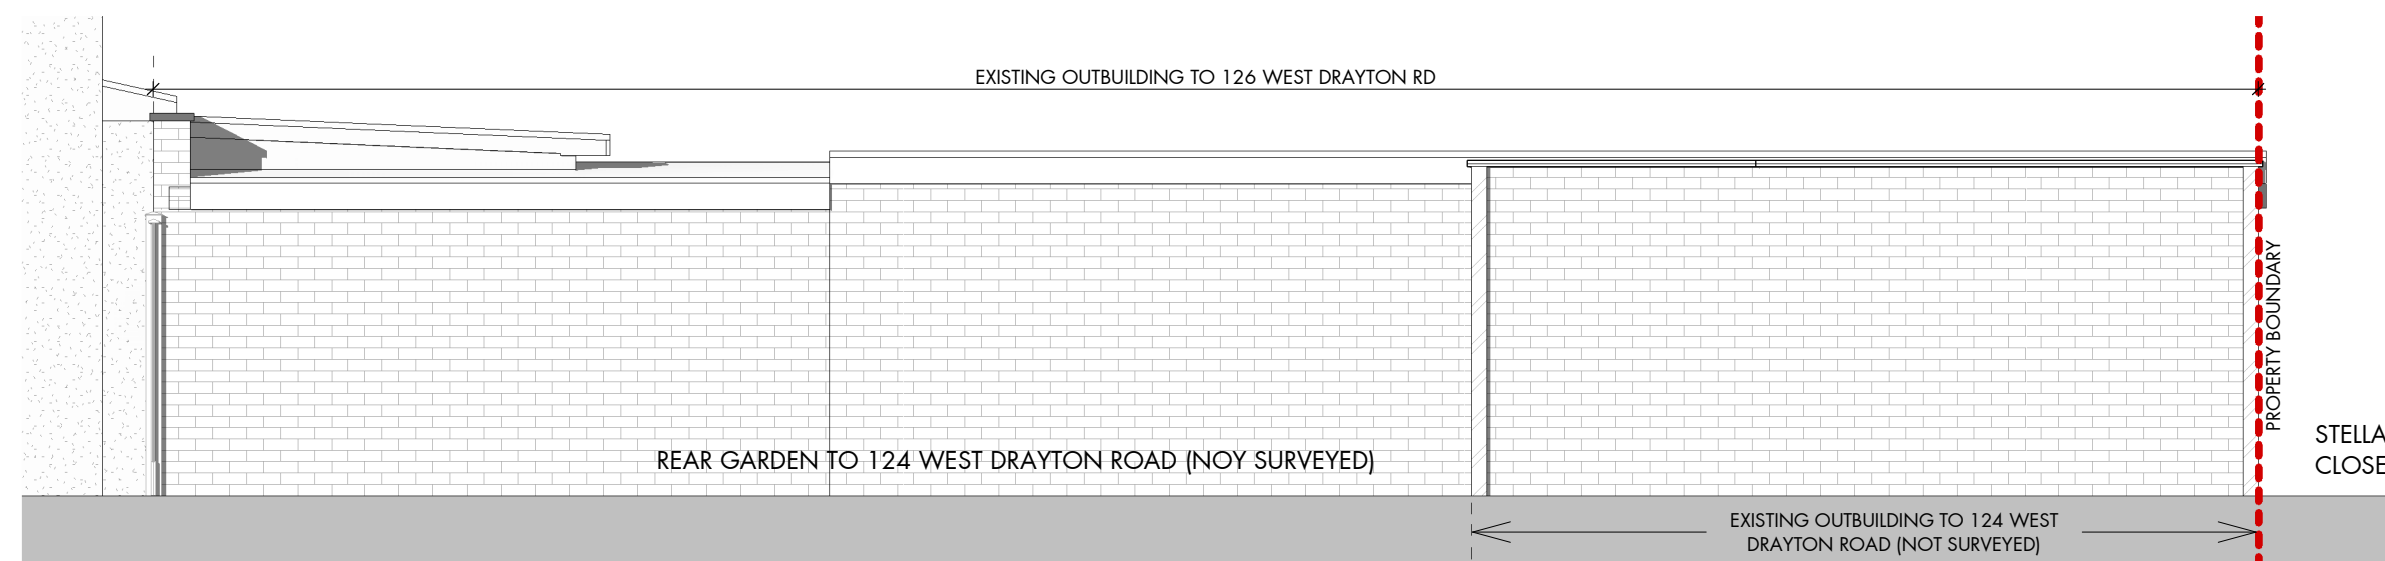 EXISTING OUTBUILDING TO 126 WEST DRAYTON RD
PROPERTY BOUNDARY
STELLA
CLOSE
REAR GARDEN TO 124 WEST DRAYTON ROAD (NOY SURVEYED)
EXISTING OUTBUILDING TO 124 WEST
DRAYTON ROAD (NOT SURVEYED)